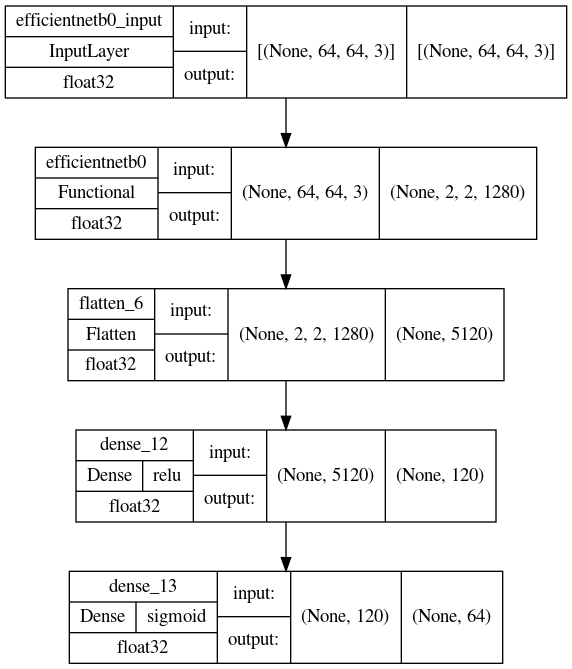 efficientnetb0_input
InputLayer
float32
input:
output:
[(None, 64, 64, 3)]
[(None, 64, 64, 3)]
efficientnetb0
Functional
float32
input:
output:
(None, 64, 64, 3)
(None, 2, 2, 1280)
flatten_6
Flatten
float32
input:
output:
(None, 2, 2, 1280)
(None, 5120)
dense_12
Dense
relu
float32
input:
output:
(None, 5120)
(None, 120)
dense_13
Dense
sigmoid
float32
input:
output:
(None, 120)
(None, 64)